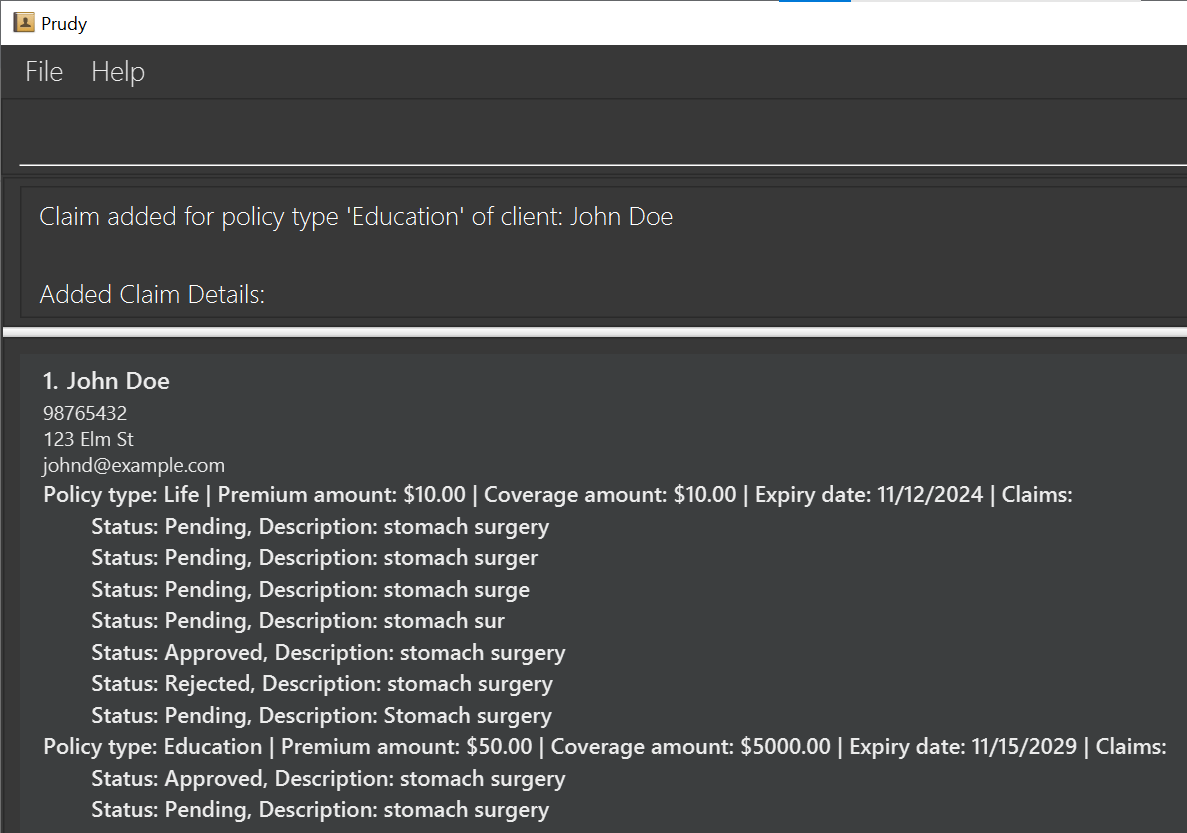 Prudy
File Help
Claim added for policy type 'Education' of client: John Doe
Added Claim Details:
1. John Doe
98765432
123 Elm St
johnd@example.com
Policy type: Life | Premium amount: $10.00 | Coverage amount: $10.00 | Expiry date: 11/12/2024 | Claims:
Status: Pending, Description: stomach surgery
Status: Pending, Description: stomach surger
Status: Pending, Description: stomach surge
Status: Pending, Description: stomach sur
Status: Approved, Description: stomach surgery
Status: Rejected, Description: stomach surgery
Status: Pending, Description: Stomach surgery
Policy type: Education | Premium amount: $50.00 | Coverage amount: $5000.00 | Expiry date: 11/15/2029 | Claims:
Status: Approved, Description: stomach surgery
Status: Pending, Description: stomach surgery